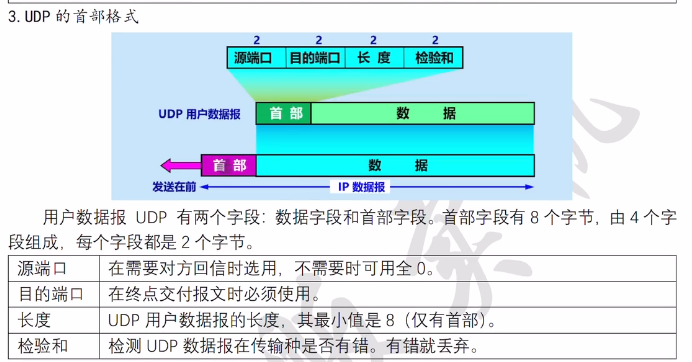 3.UDP 的首部格式
2 2 2 2
源端口 目的端口 长 度 检验和
UDP 用户数据报 首 部 数 据
首 部 数 据
发送在前 IP 数据报
用户数据报 UDP 有两个字段：数据字段和首部字段。首部字段有 8 个字节，由 4 个字
段组成，每个字段都是 2 个字节。
源端口 在需要对方回信时选用，不需要时可用全 0。
目的端口 在终点交付报文时必须使用。
长度 UDP 用户数据报的长度，其最小值是 8（仅有首部）。
检验和 检测 UDP 数据报在传输种是否有错。有错就丢弃。